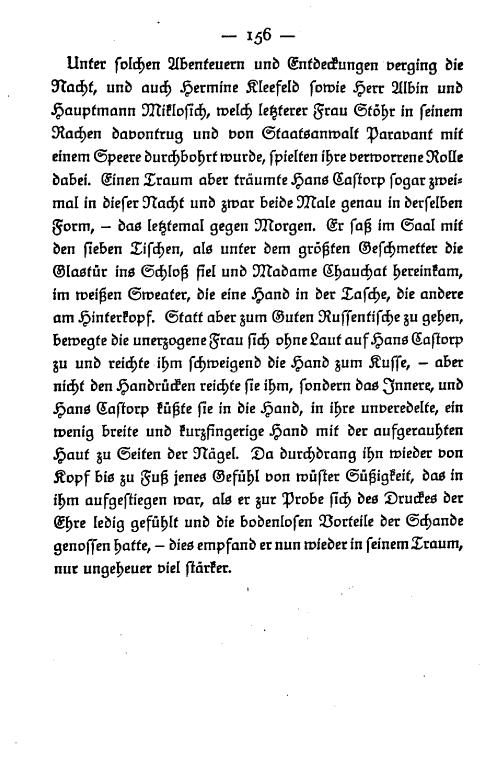 — 156 —
Unter solchen Abenteuern und Entdeckungen verging die
Nacht, und auch Hermine Kleefeld sowie Herr Albin und
Hauptmann Miklosich, welch letzterer Frau Stöhr in seinem
Rachen davontrug und von Staatsanwalt Paravant mit
einem Speere durchbohrt wurde, spielten ihre verworrene Rolle
dabei. Einen Traum aber träumte Hans Castorp sogar zwei⸗
mal in dieser Nacht und zwar beide Male genau in derselben
Form, – das letztemal gegen Morgen. Er saß im Saal mit
den sieben Tischen, als unter dem größten Geschmetter die
Glastür ins Schloß fiel und Madame Chauchat hereinkam,
im weißen Sweater, die eine Hand in der Tasche, die andere
am Hinterkopf. Statt aber zum Guten Russentische zu gehen,
bewegte die unerzogene Frau sich ohne Laut auf Hans Castorp
zu und reichte ihm schweigend die Hand zum Kusse, – aber
nicht den Handrücken reichte sie ihm, sondern das Innere, und
Hans Castorp küßte sie in die Hand, in ihre unveredelte, ein
wenig breite und kurzfingerige Hand mit der aufgerauhten
Haut zu Seiten der Nägel. Da durchdrang ihn wieder von
Kopf bis zu Fuß jenes Gefühl von wüster Süßigkeit, das in
ihm aufgestiegen war, als er zur Probe sich des Druckes der
Ehre ledig gefühlt und die bodenlosen Vorteile der Schande
genossen hatte, – dies empfand er nun wieder in seinem Traum,
nur ungeheuer viel stärker.